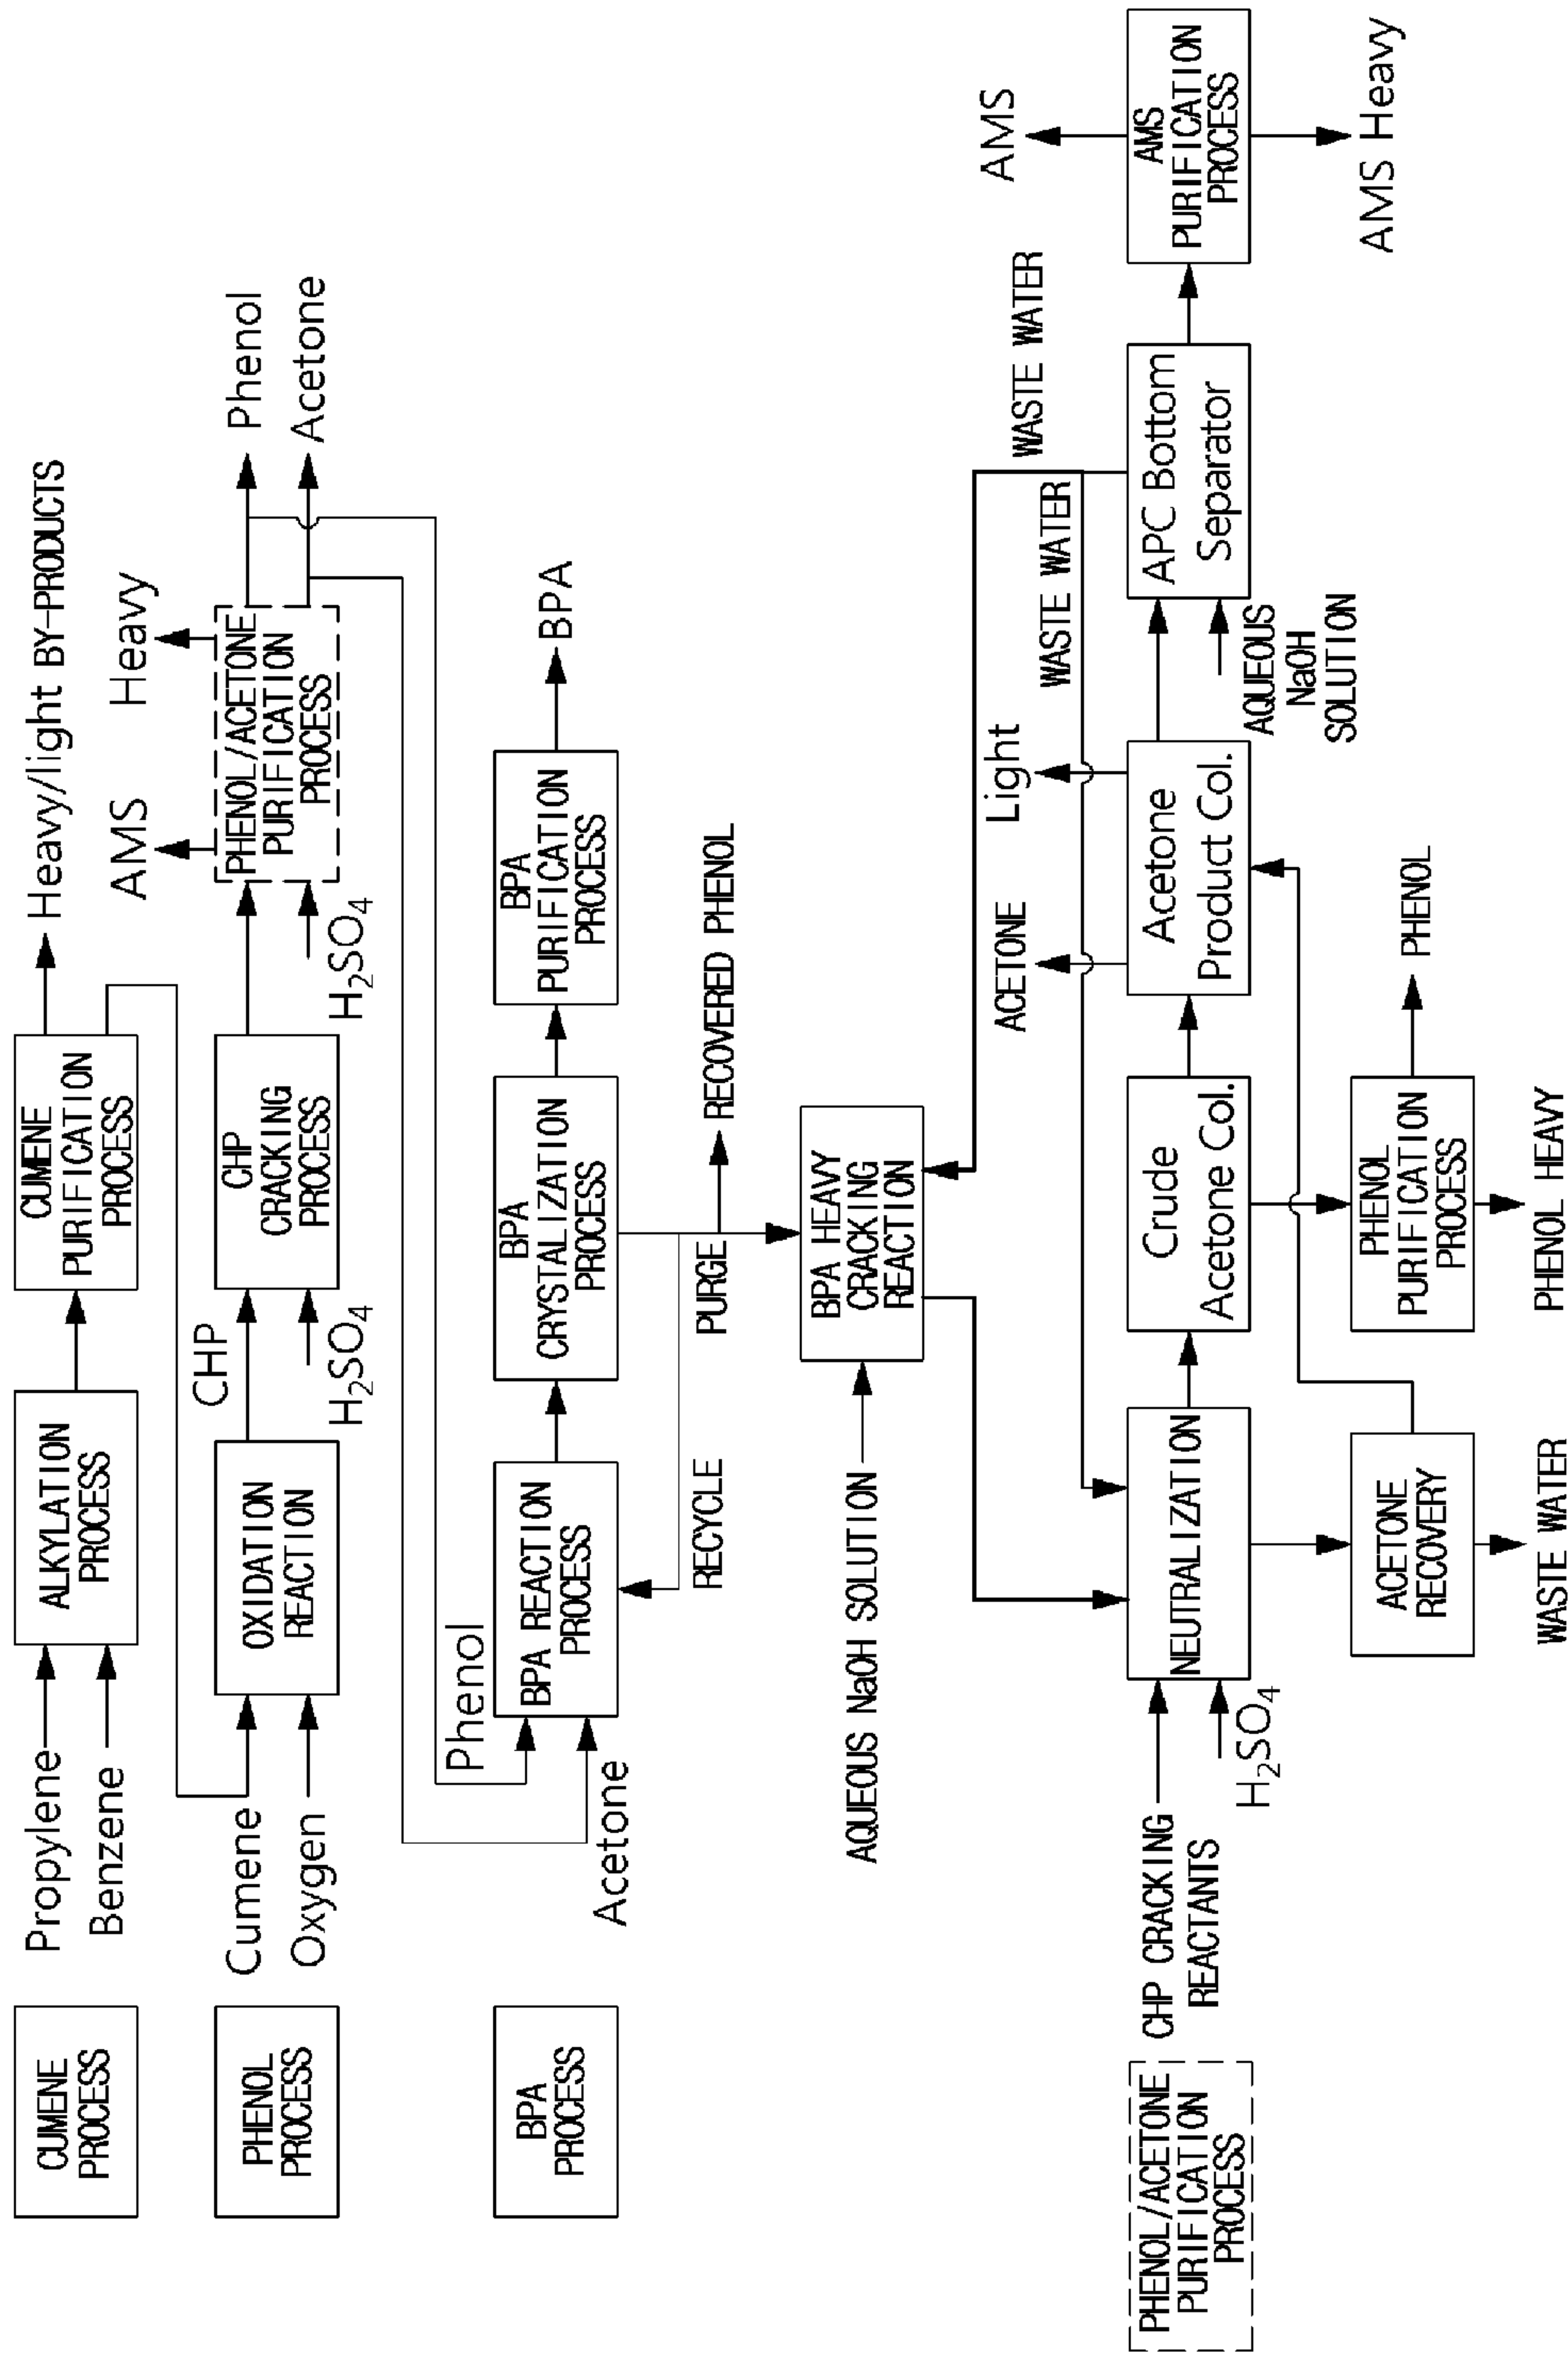 CUMENE
PROCESS
Propylene
Benzene
ALKYLATION
PROCESS
CUMENE
PURIFICATION
PROCESS
Heavy/light BY-PRODUCTS
PHENOL
PROCESS
Cumene
Oxygen
OXIDATION
REACTION
CHP
H2SO4
CHP
CRACKING
PROCESS
H2SO4
AMS
Heavy
PHENOL/ACETONE
PURIFICATION
PROCESS
Phenol
Acetone
BPA
PROCESS
Phenol
Acetone
BPA REACTION
PROCESS
RECYCLE
BPA
CRYSTALIZATION
PROCESS
PURGE
RECOVERED PHENOL
BPA
PURIFICATION
PROCESS
BPA
AQUEOUS NaOH SOLUTION
BPA HEAVY
CRACKING
REACTION
WASTE WATER
WASTE WATER
PHENOL/ACETONE
PURIFICATION
PROCESS
CHP CRACKING
REACTANTS
H2SO4
NEUTRALIZATION
Crude
Acetone Col.
ACETONE
Light
Acetone
Product Col.
AQUEOUS
NaOH
SOLUTION
APC Bottom
Separator
AMS
AMS
PURIFICATION
PROCESS
AMS Heavy
ACETONE
RECOVERY
WASTE WATER
PHENOL
PURIFICATION
PROCESS
PHENOL
PHENOL HEAVY